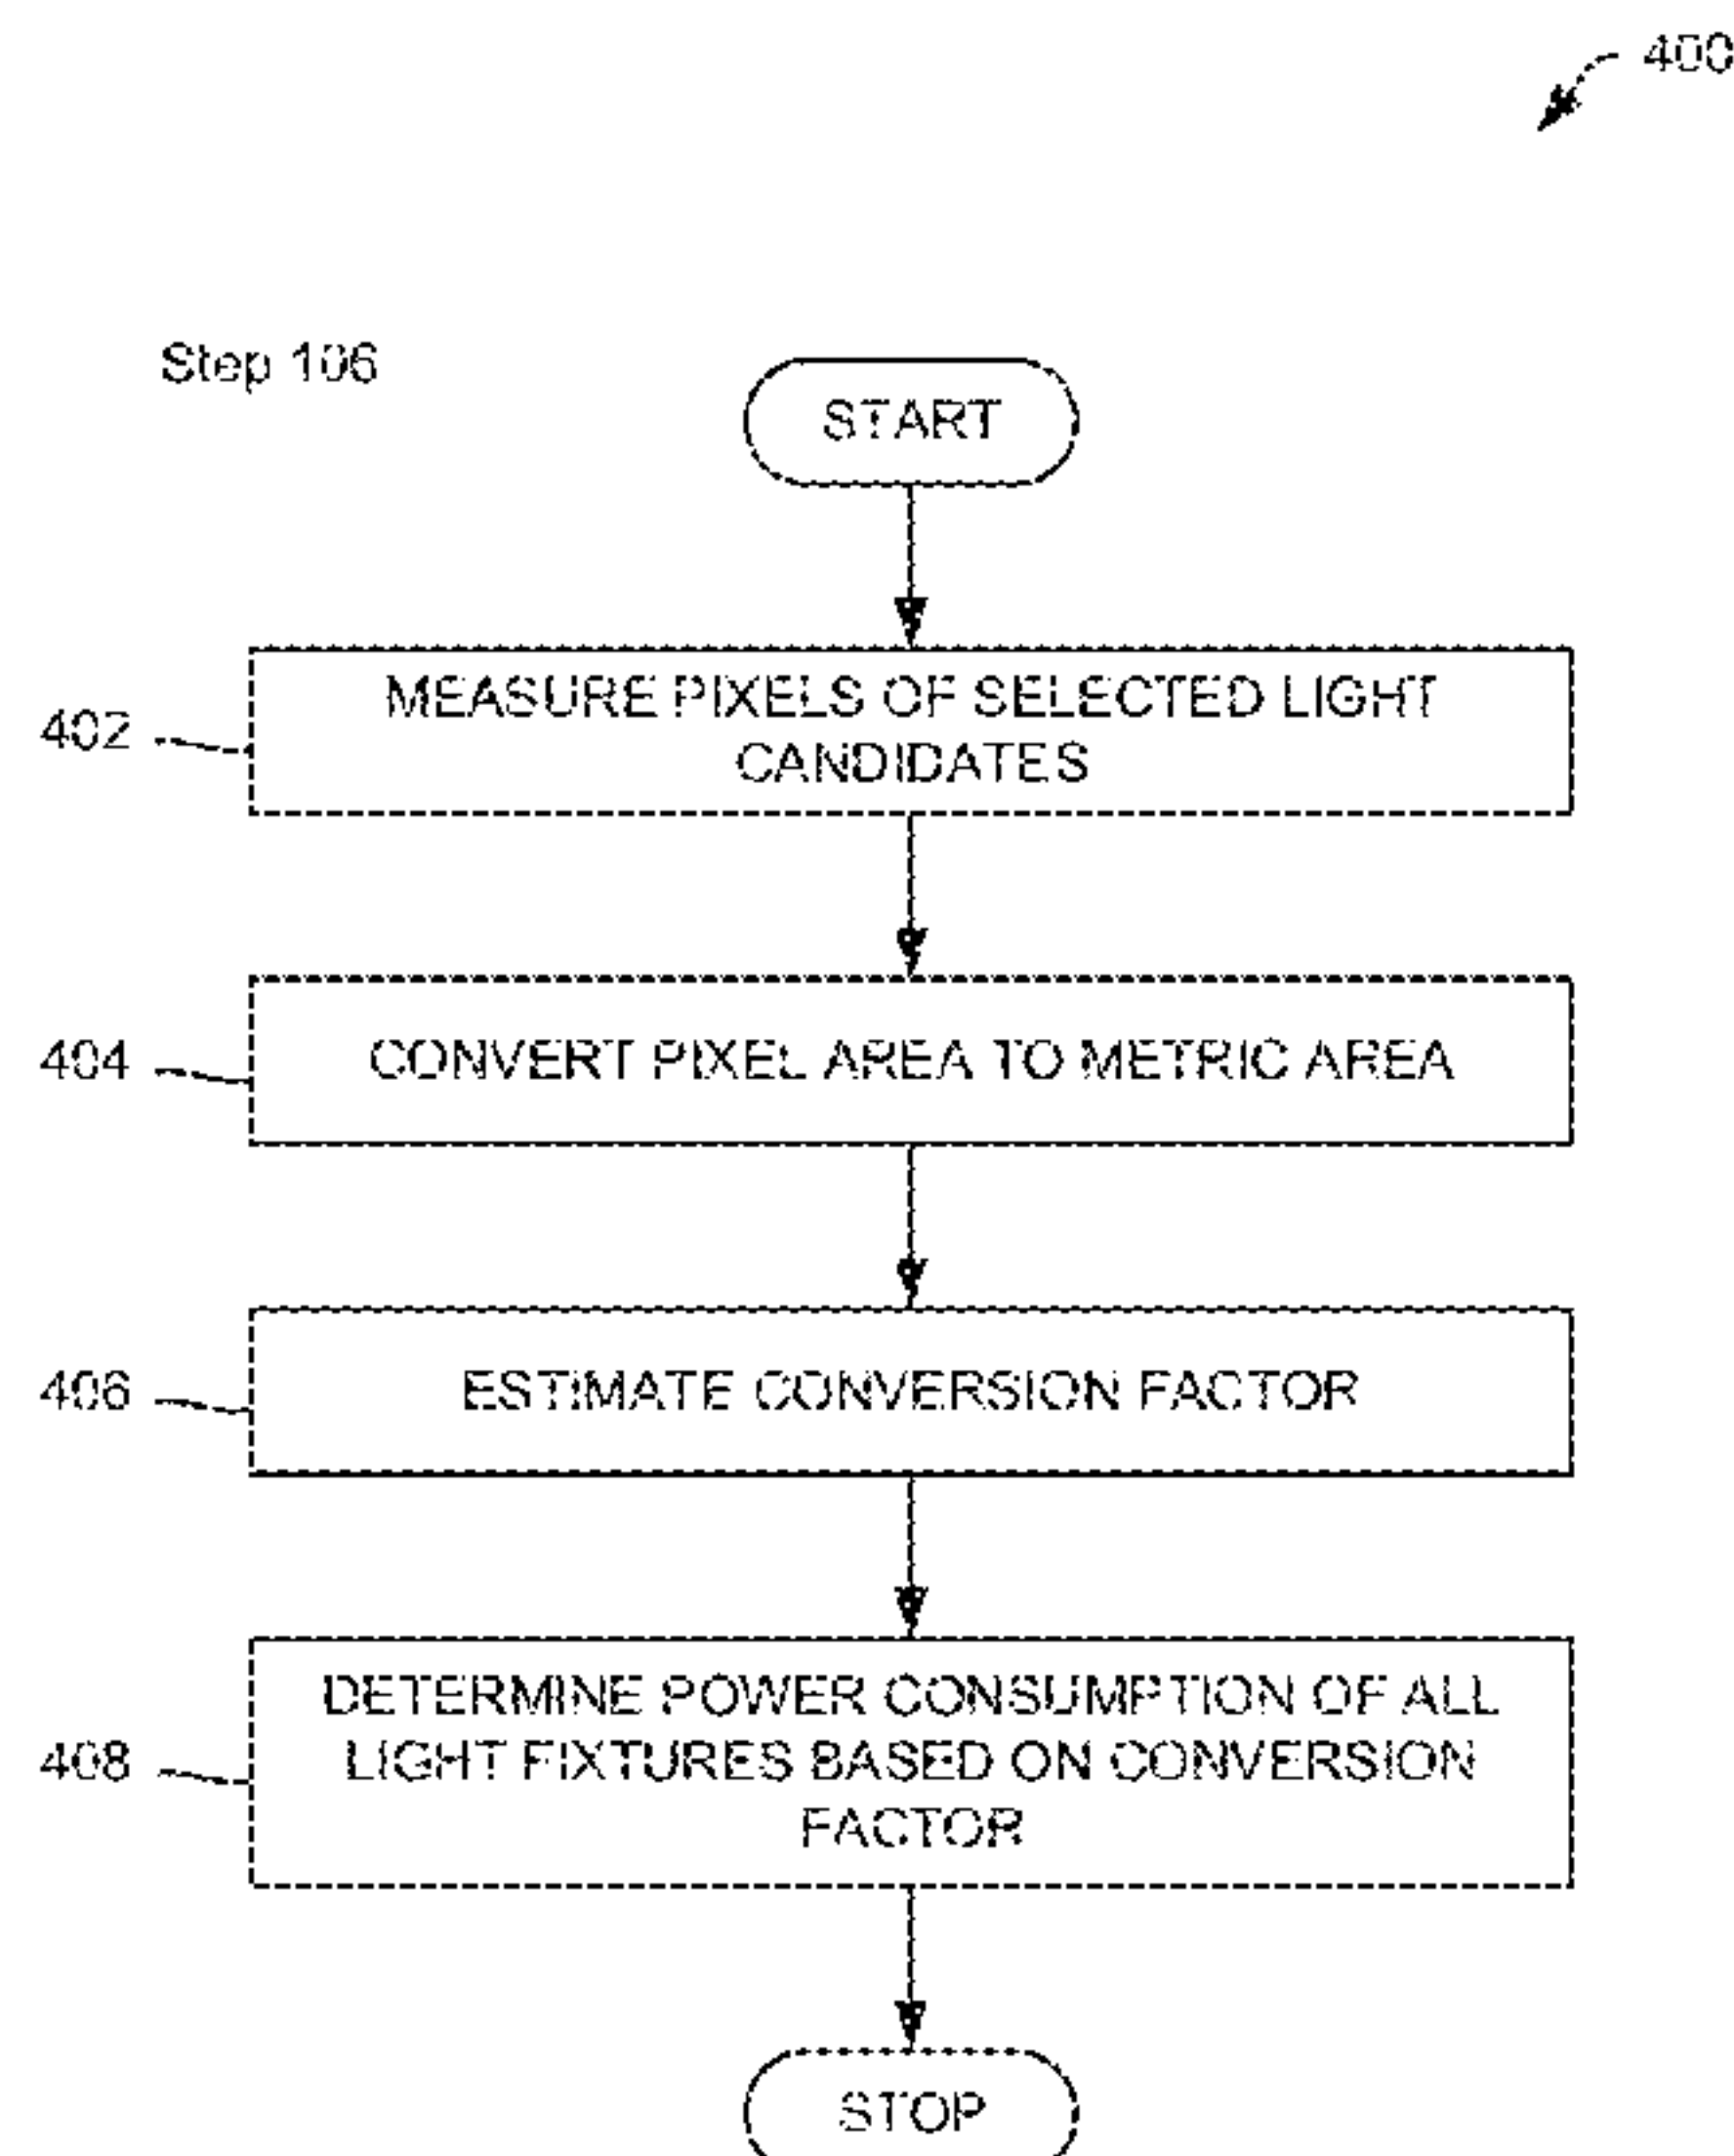 400
Step 106
START
402
MEASURE PIXELS OF SELECTED LIGHT
CANDIDATES
404
CONVERT PIXEL AREA TO METRIC AREA
406
ESTIMATE CONVERSION FACTOR
408
DETERMINE POWER CONSUMPTION OF ALL
LIGHT FIXTURES BASED ON CONVERSION
FACTOR
STOP